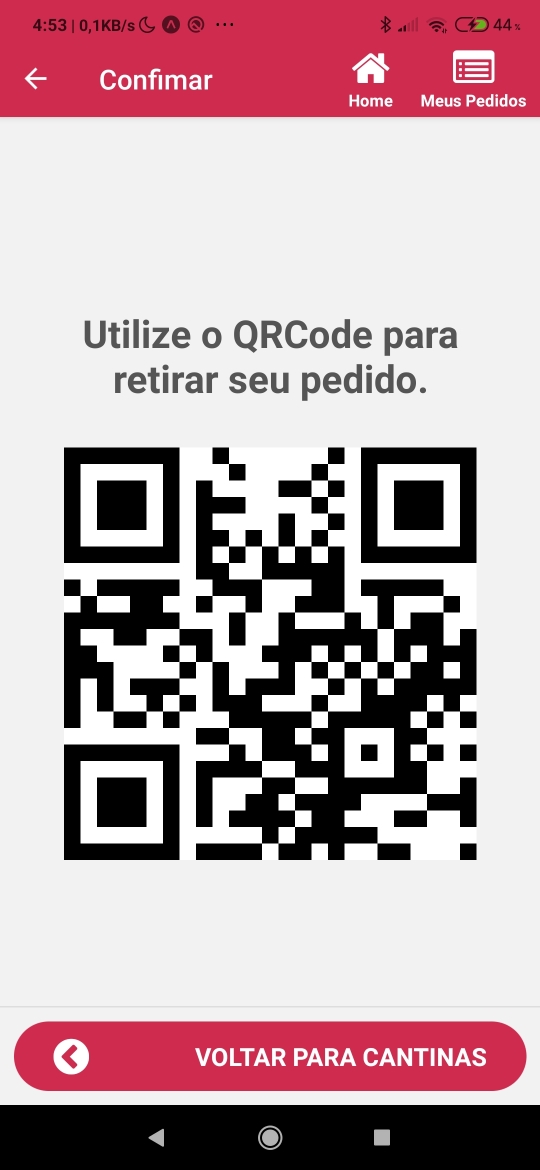 4:53 | 0,1KB/s ... 44%
Confimar
Home
Meus Pedidos
Utilize o QRCode para
retirar seu pedido.
VOLTAR PARA CANTINAS